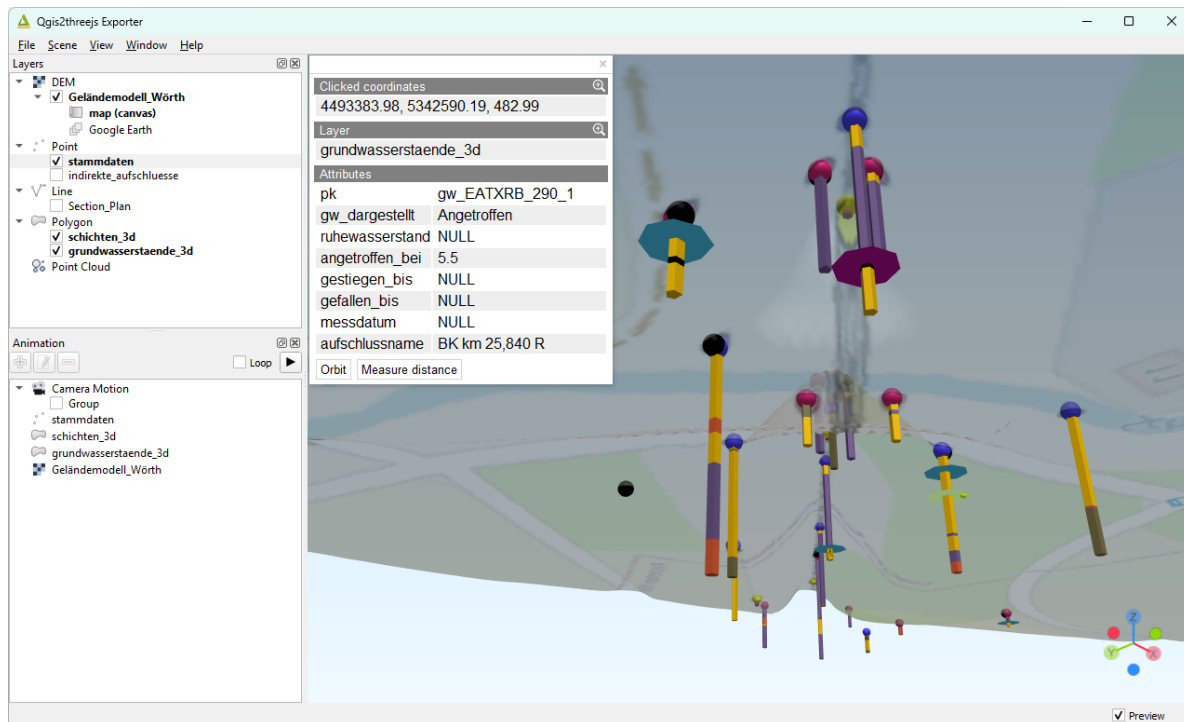 Qgis2threejs Exporter
File Scene View Window Help
Layers
DEM
Geländemodell_Wörth
map (canvas)
Google Earth
Point
stammdaten
indirekte_aufschluesse
Line
Section_Plan
Polygon
schichten_3d
grundwasserstaende_3d
Point Cloud
Animation
Loop
Camera Motion
Group
stammdaten
schichten_3d
grundwasserstaende_3d
Geländemodell_Wörth
Clicked coordinates
4493383.98, 5342590.19, 482.99
Layer
grundwasserstaende_3d
Attributes
pk gw_EATXRB_290_1
gw_dargestellt Angetroffen
ruhewasserstand NULL
angetroffen_bei 5.5
gestiegen_bis NULL
gefallen_bis NULL
messdatum NULL
aufschlussname BK km 25,840 R
Orbit Measure distance
Z
Y X
Preview